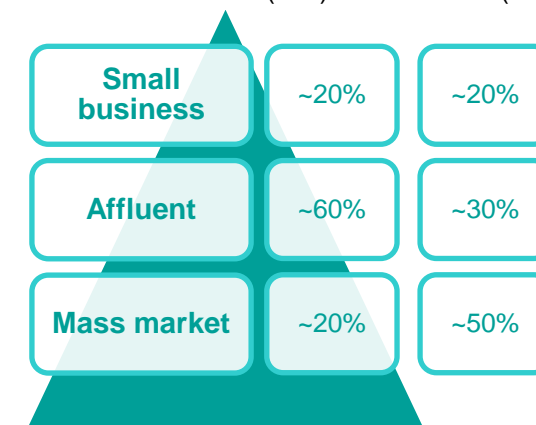 Small
business
~20%
~20%
Affluent
~60%
~30%
Mass market
~20%
~50%